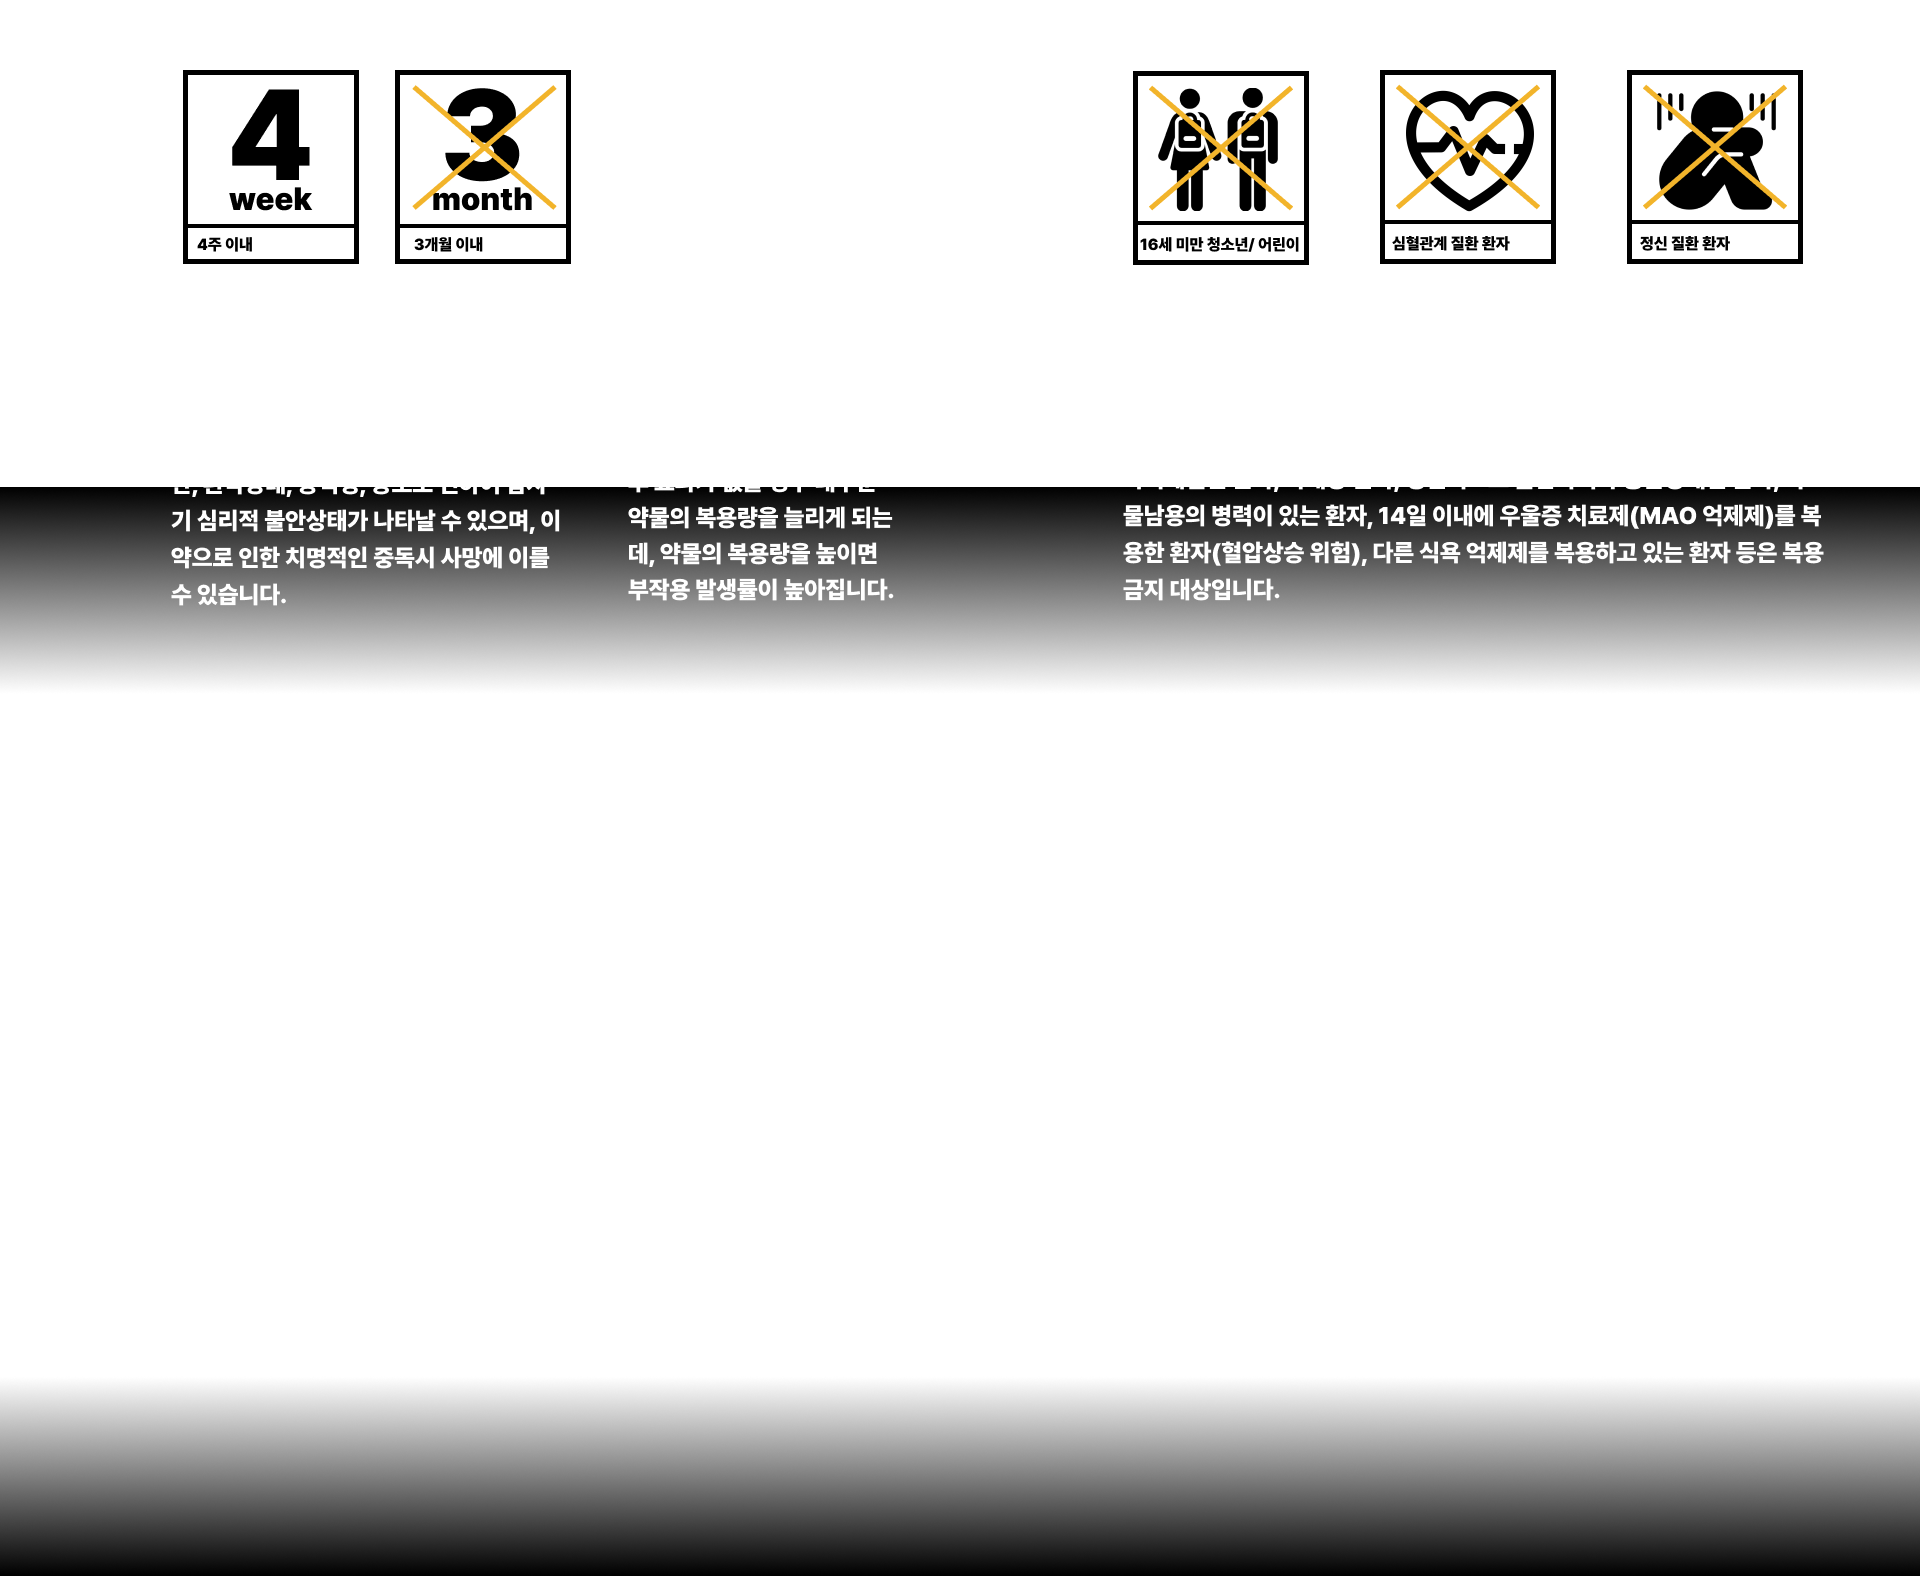 4
week
4주 이내
3
month
3개월 이내
16세 미만 청소년/ 어린이
심혈관계 질환 환자
정신 질환 환자
기 심리적 불안상태가 나타날 수 있으며, 이
약으로 인한 치명적인 중독시 사망에 이를
수 있습니다.
약물의 복용량을 늘리게 되는
데, 약물의 복용량을 높이면
부작용 발생률이 높아집니다.
물남용의 병력이 있는 환자, 14일 이내에 우울증 치료제(MAO 억제제)를 복
용한 환자(혈압상승 위험), 다른 식욕 억제제를 복용하고 있는 환자 등은 복용
금지 대상입니다.